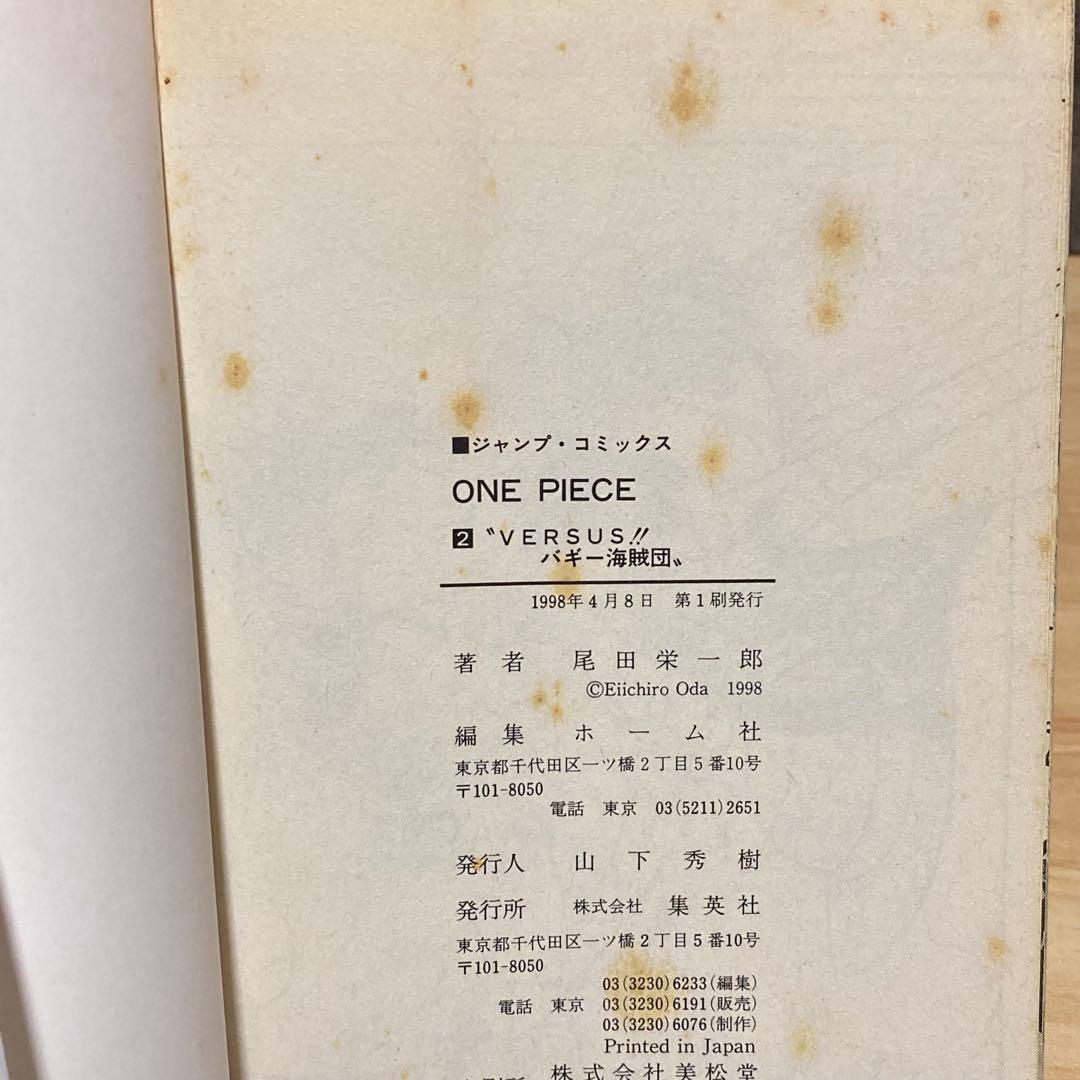 ■ジャンプ・コミックス
ONE PIECE
2 〝VERSUS!!
バギー海賊団〟
1998年4月8日 第1刷発行
著者 尾田栄一郎
©Eiichiro Oda 1998
編集 ホーム社
東京都千代田区一ツ橋2丁目5番10号
〒101-8050
電話 東京 03(5211)2651
発行人 山下秀樹
発行所 株式会社 集英社
東京都千代田区一ツ橋2丁目5番10号
〒101-8050
03(3230)6233(編集)
電話 東京 03(3230)6191(販売)
03(3230)6076(制作)
Printed in Japan
株式会社美松堂